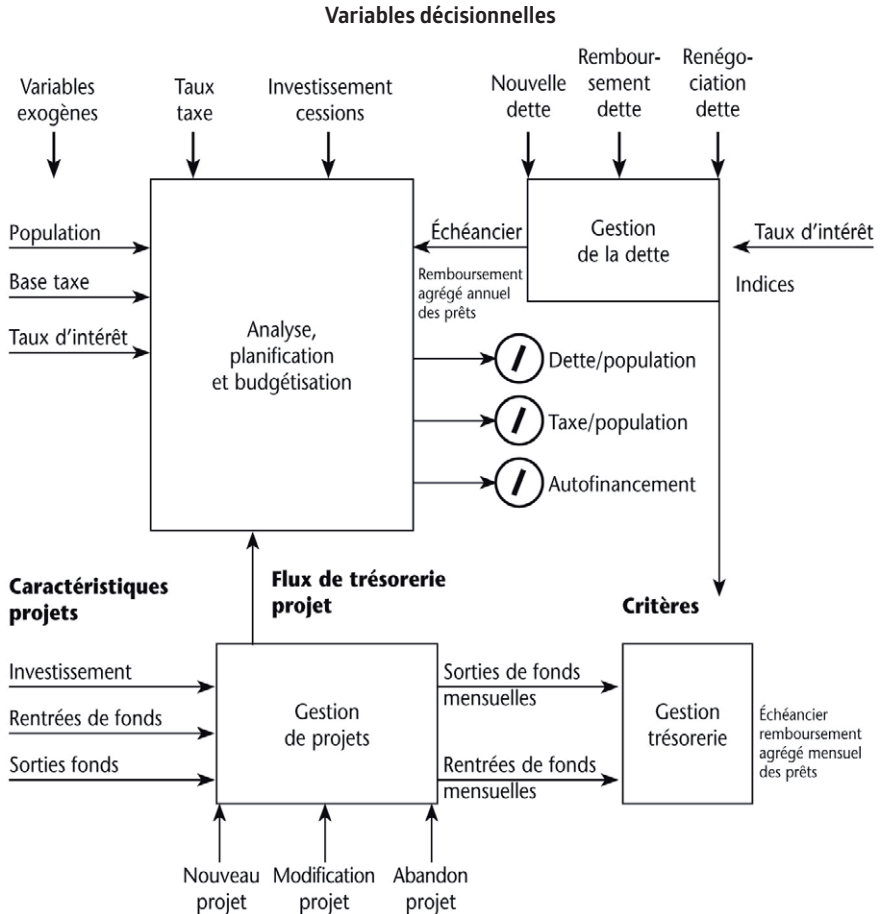 Variables décisionnelles
Variables
exogènes
Taux
taxe
Investissement
cessions
Nouvelle
dette
Rembour-
sement
dette
Renégo-
ciation
dette
Population
Base taxe
Taux d'intérêt
Analyse,
planification
et budgétisation
Échéancier
Remboursement
agrégé annuel
des prêts
Gestion
de la dette
Taux d'intérêt
Indices
Dette/population
Taxe/population
Autofinancement
Caractéristiques
projets
Flux de trésorerie
projet
Critères
Investissement
Rentrées de fonds
Sorties fonds
Gestion
de projets
Sorties de fonds
mensuelles
Rentrées de fonds
mensuelles
Gestion
trésorerie
Échéancier
remboursement
agrégé mensuel
des prêts
Nouveau
projet
Modification
projet
Abandon
projet